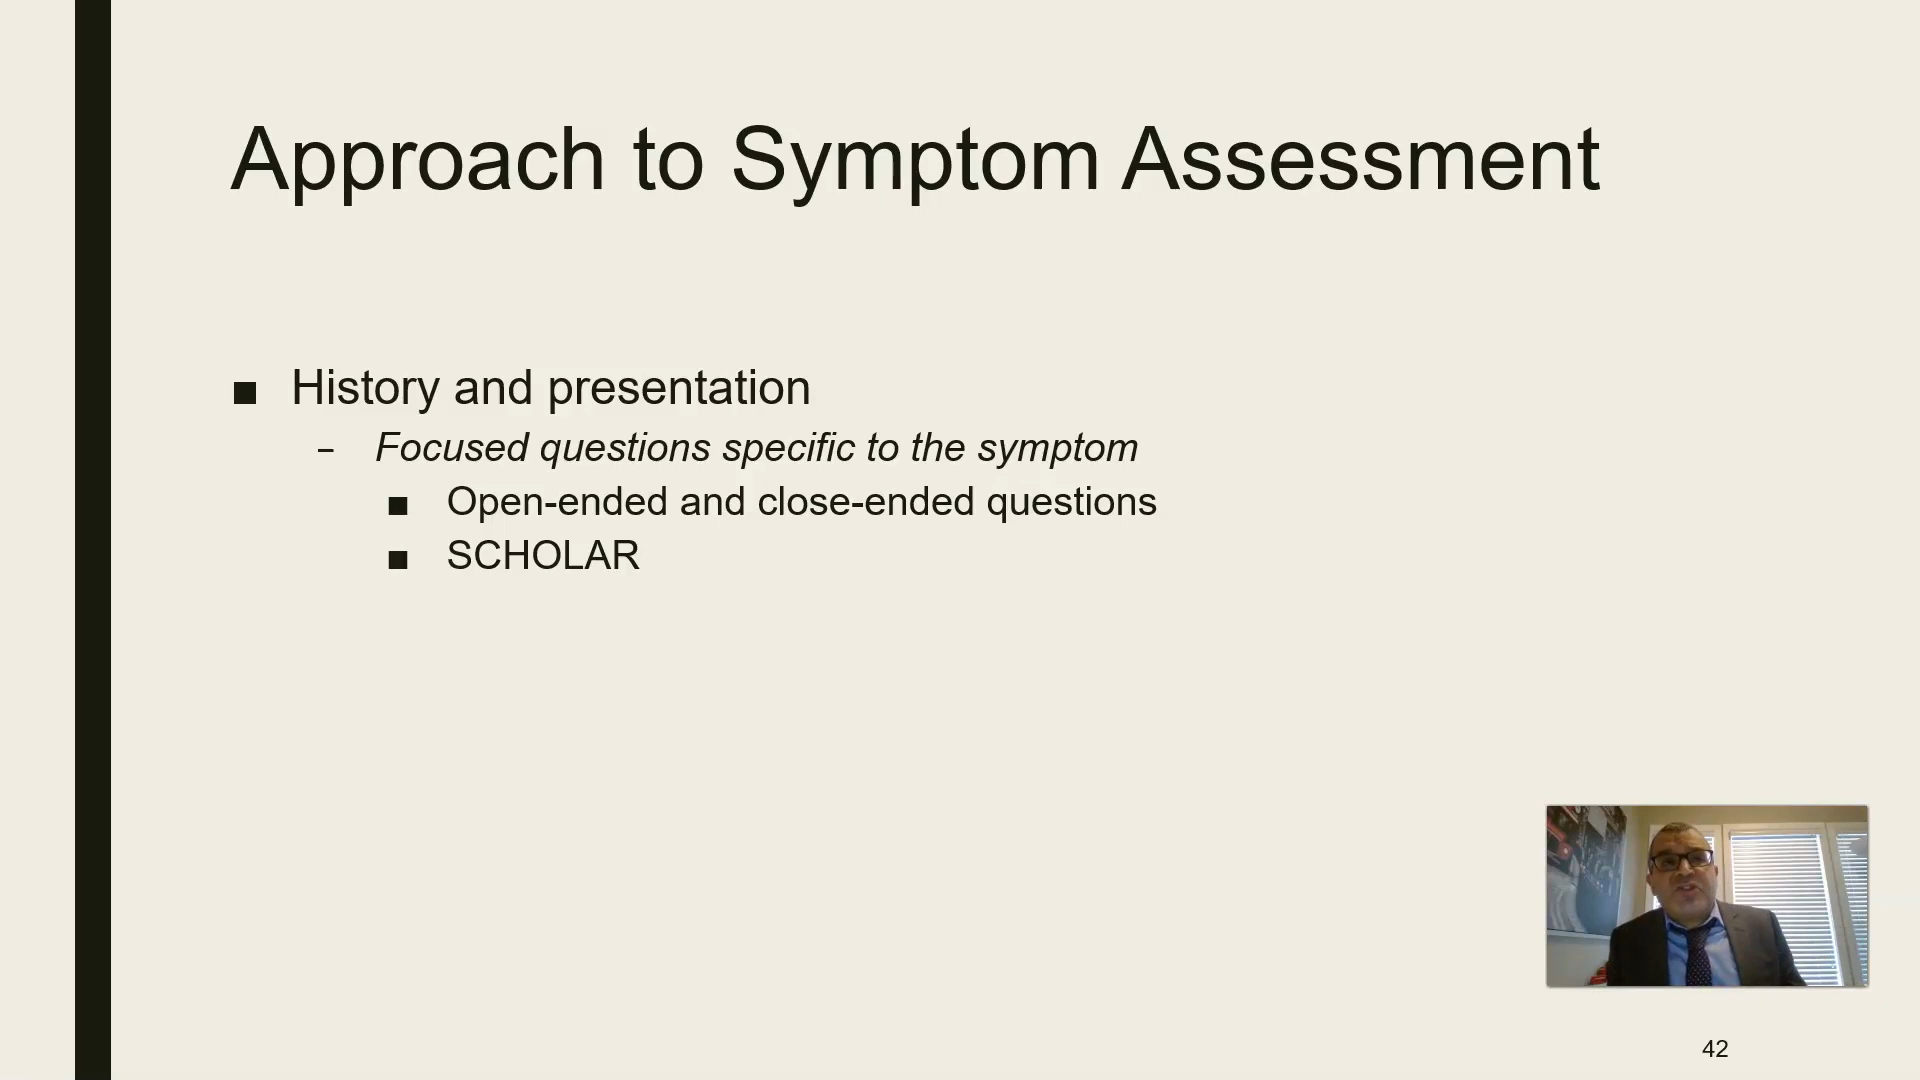 Approach to Symptom Assessment
■ History and presentation
– Focused questions specific to the symptom
■ Open-ended and close-ended questions
■ SCHOLAR
42